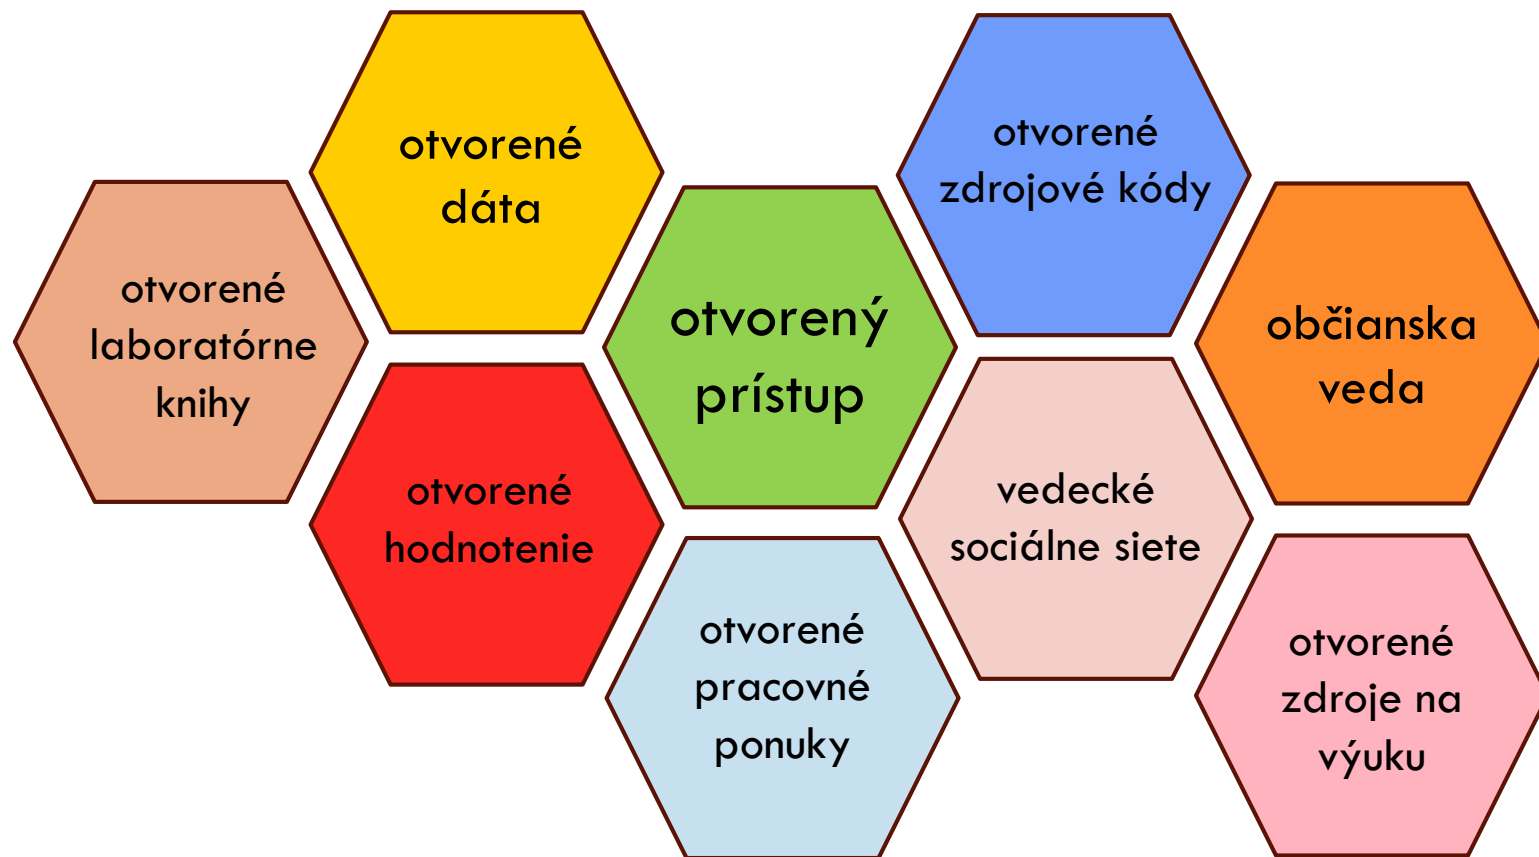 otvorené
laboratórne
knihy
otvorené
dáta
otvorené
hodnotenie
otvorený
prístup
otvorené
pracovné
ponuky
otvorené
zdrojové kódy
vedecké
sociálne siete
občianska
veda
otvorené
zdroje na
výuku